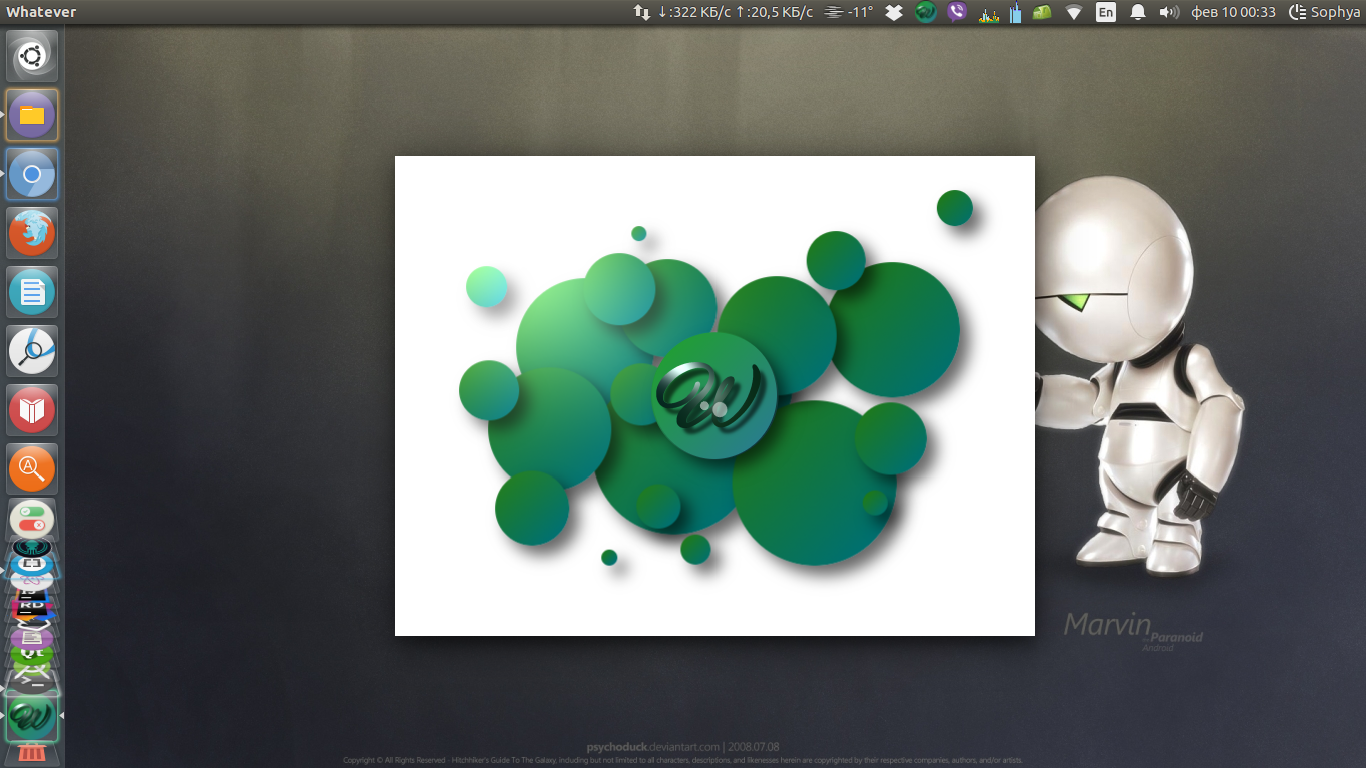 Whatever
↓:322 КБ/с ↑:20,5 КБ/с -11° En фев 10 00:33 Sophya
W
A
RD
Qt
>_
W
Marvin
Paranoid
Android
psychoduck.deviantart.com | 2008.07.08
Copyright © All Rights Reserved - Hitchhiker's Guide To The Galaxy, including but not limited to all characters, descriptions, and likenesses herein are copyrighted by their respective companies, authors, and/or artists.